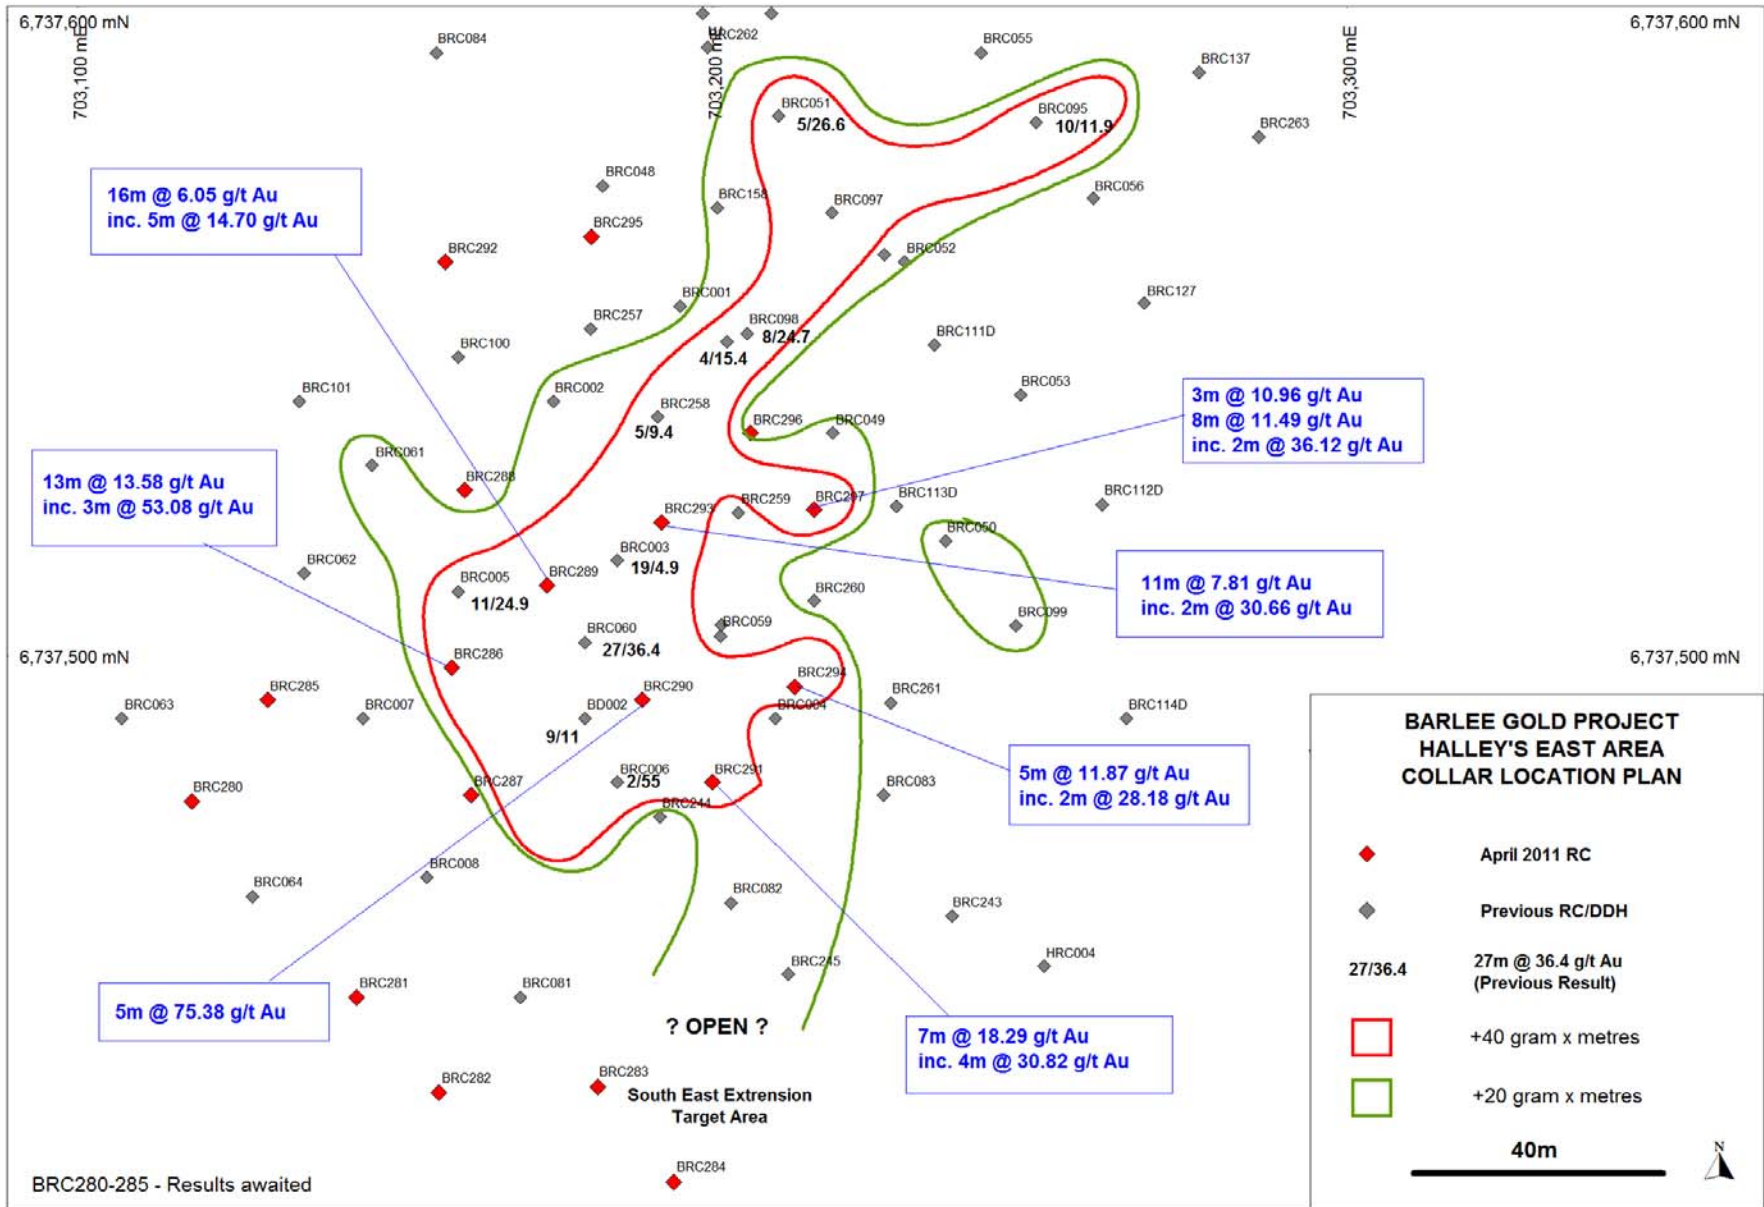 6,737,600 mN
6,737,600 mN
703,100 mE
703,200 mE
703,300 mE
BRC084
BRC262
BRC055
BRC137
BRC051
5/26.6
BRC095
10/11.9
BRC263
BRC048
BRC158
BRC097
BRC056
16m @ 6.05 g/t Au
inc. 5m @ 14.70 g/t Au
BRC295
BRC292
BRC052
BRC001
BRC127
BRC257
BRC098
8/24.7
4/15.4
BRC111D
BRC100
BRC101
BRC002
BRC053
BRC258
5/9.4
BRC296
BRC049
3m @ 10.96 g/t Au
8m @ 11.49 g/t Au
inc. 2m @ 36.12 g/t Au
BRC061
BRC288
13m @ 13.58 g/t Au
inc. 3m @ 53.08 g/t Au
BRC293
BRC259
BRC297
BRC113D
BRC112D
BRC050
BRC062
BRC005
11/24.9
BRC289
BRC003
19/4.9
11m @ 7.81 g/t Au
inc. 2m @ 30.66 g/t Au
BRC260
BRC099
BRC060
27/36.4
BRC059
6,737,500 mN
6,737,500 mN
BRC286
BRC294
BRC285
BRC290
BRC261
BRC063
BRC007
BD002
9/11
BRC004
BRC114D
BRC280
BRC287
BRC006
2/55
BRC291
BRC083
5m @ 11.87 g/t Au
inc. 2m @ 28.18 g/t Au
BRC244
BRC008
BRC064
BRC082
BRC243
BRC245
HRC004
BRC281
BRC081
5m @ 75.38 g/t Au
? OPEN ?
7m @ 18.29 g/t Au
inc. 4m @ 30.82 g/t Au
BRC282
BRC283
South East Extrension
Target Area
BRC284
BRC280-285 - Results awaited
BARLEE GOLD PROJECT
HALLEY'S EAST AREA
COLLAR LOCATION PLAN
April 2011 RC
Previous RC/DDH
27/36.4
27m @ 36.4 g/t Au
(Previous Result)
+40 gram x metres
+20 gram x metres
40m
N